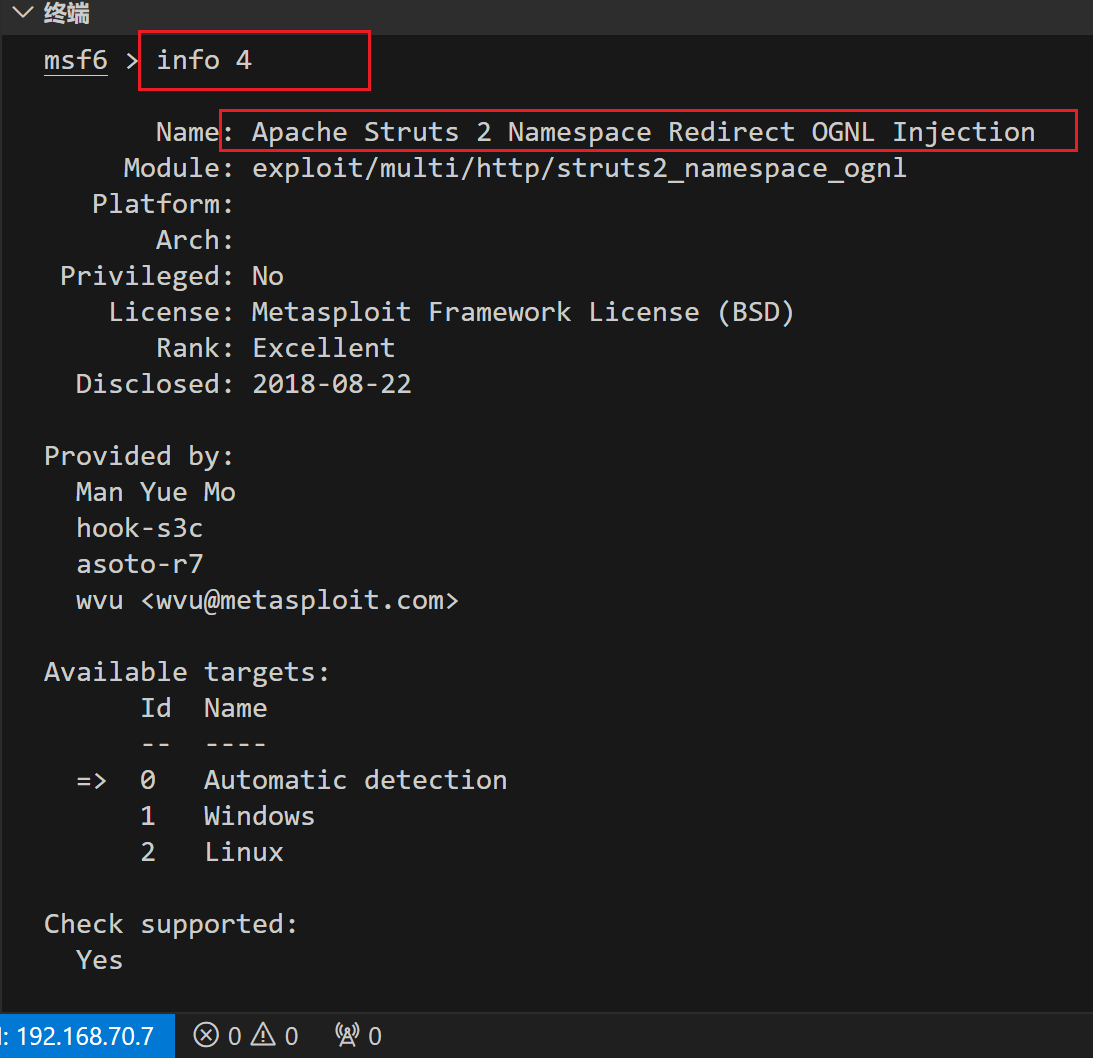 终端
msf6 > info 4
Name: Apache Struts 2 Namespace Redirect OGNL Injection
Module: exploit/multi/http/struts2_namespace_ognl
Platform:
Arch:
Privileged: No
License: Metasploit Framework License (BSD)
Rank: Excellent
Disclosed: 2018-08-22
Provided by:
Man Yue Mo
hook-s3c
asoto-r7
wvu <wvu@metasploit.com>
Available targets:
Id  Name
--  ----
=>  0   Automatic detection
1   Windows
2   Linux
Check supported:
Yes
: 192.168.70.7 0 0 0